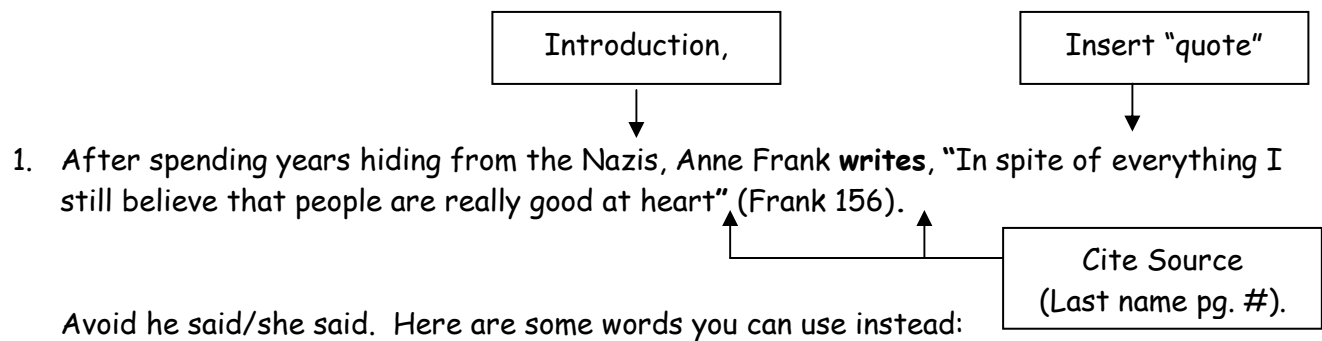 Introduction,
Insert “quote”
1. After spending years hiding from the Nazis, Anne Frank writes, “In spite of everything I
still believe that people are really good at heart” (Frank 156).
Cite Source
(Last name pg. #).
Avoid he said/she said. Here are some words you can use instead: